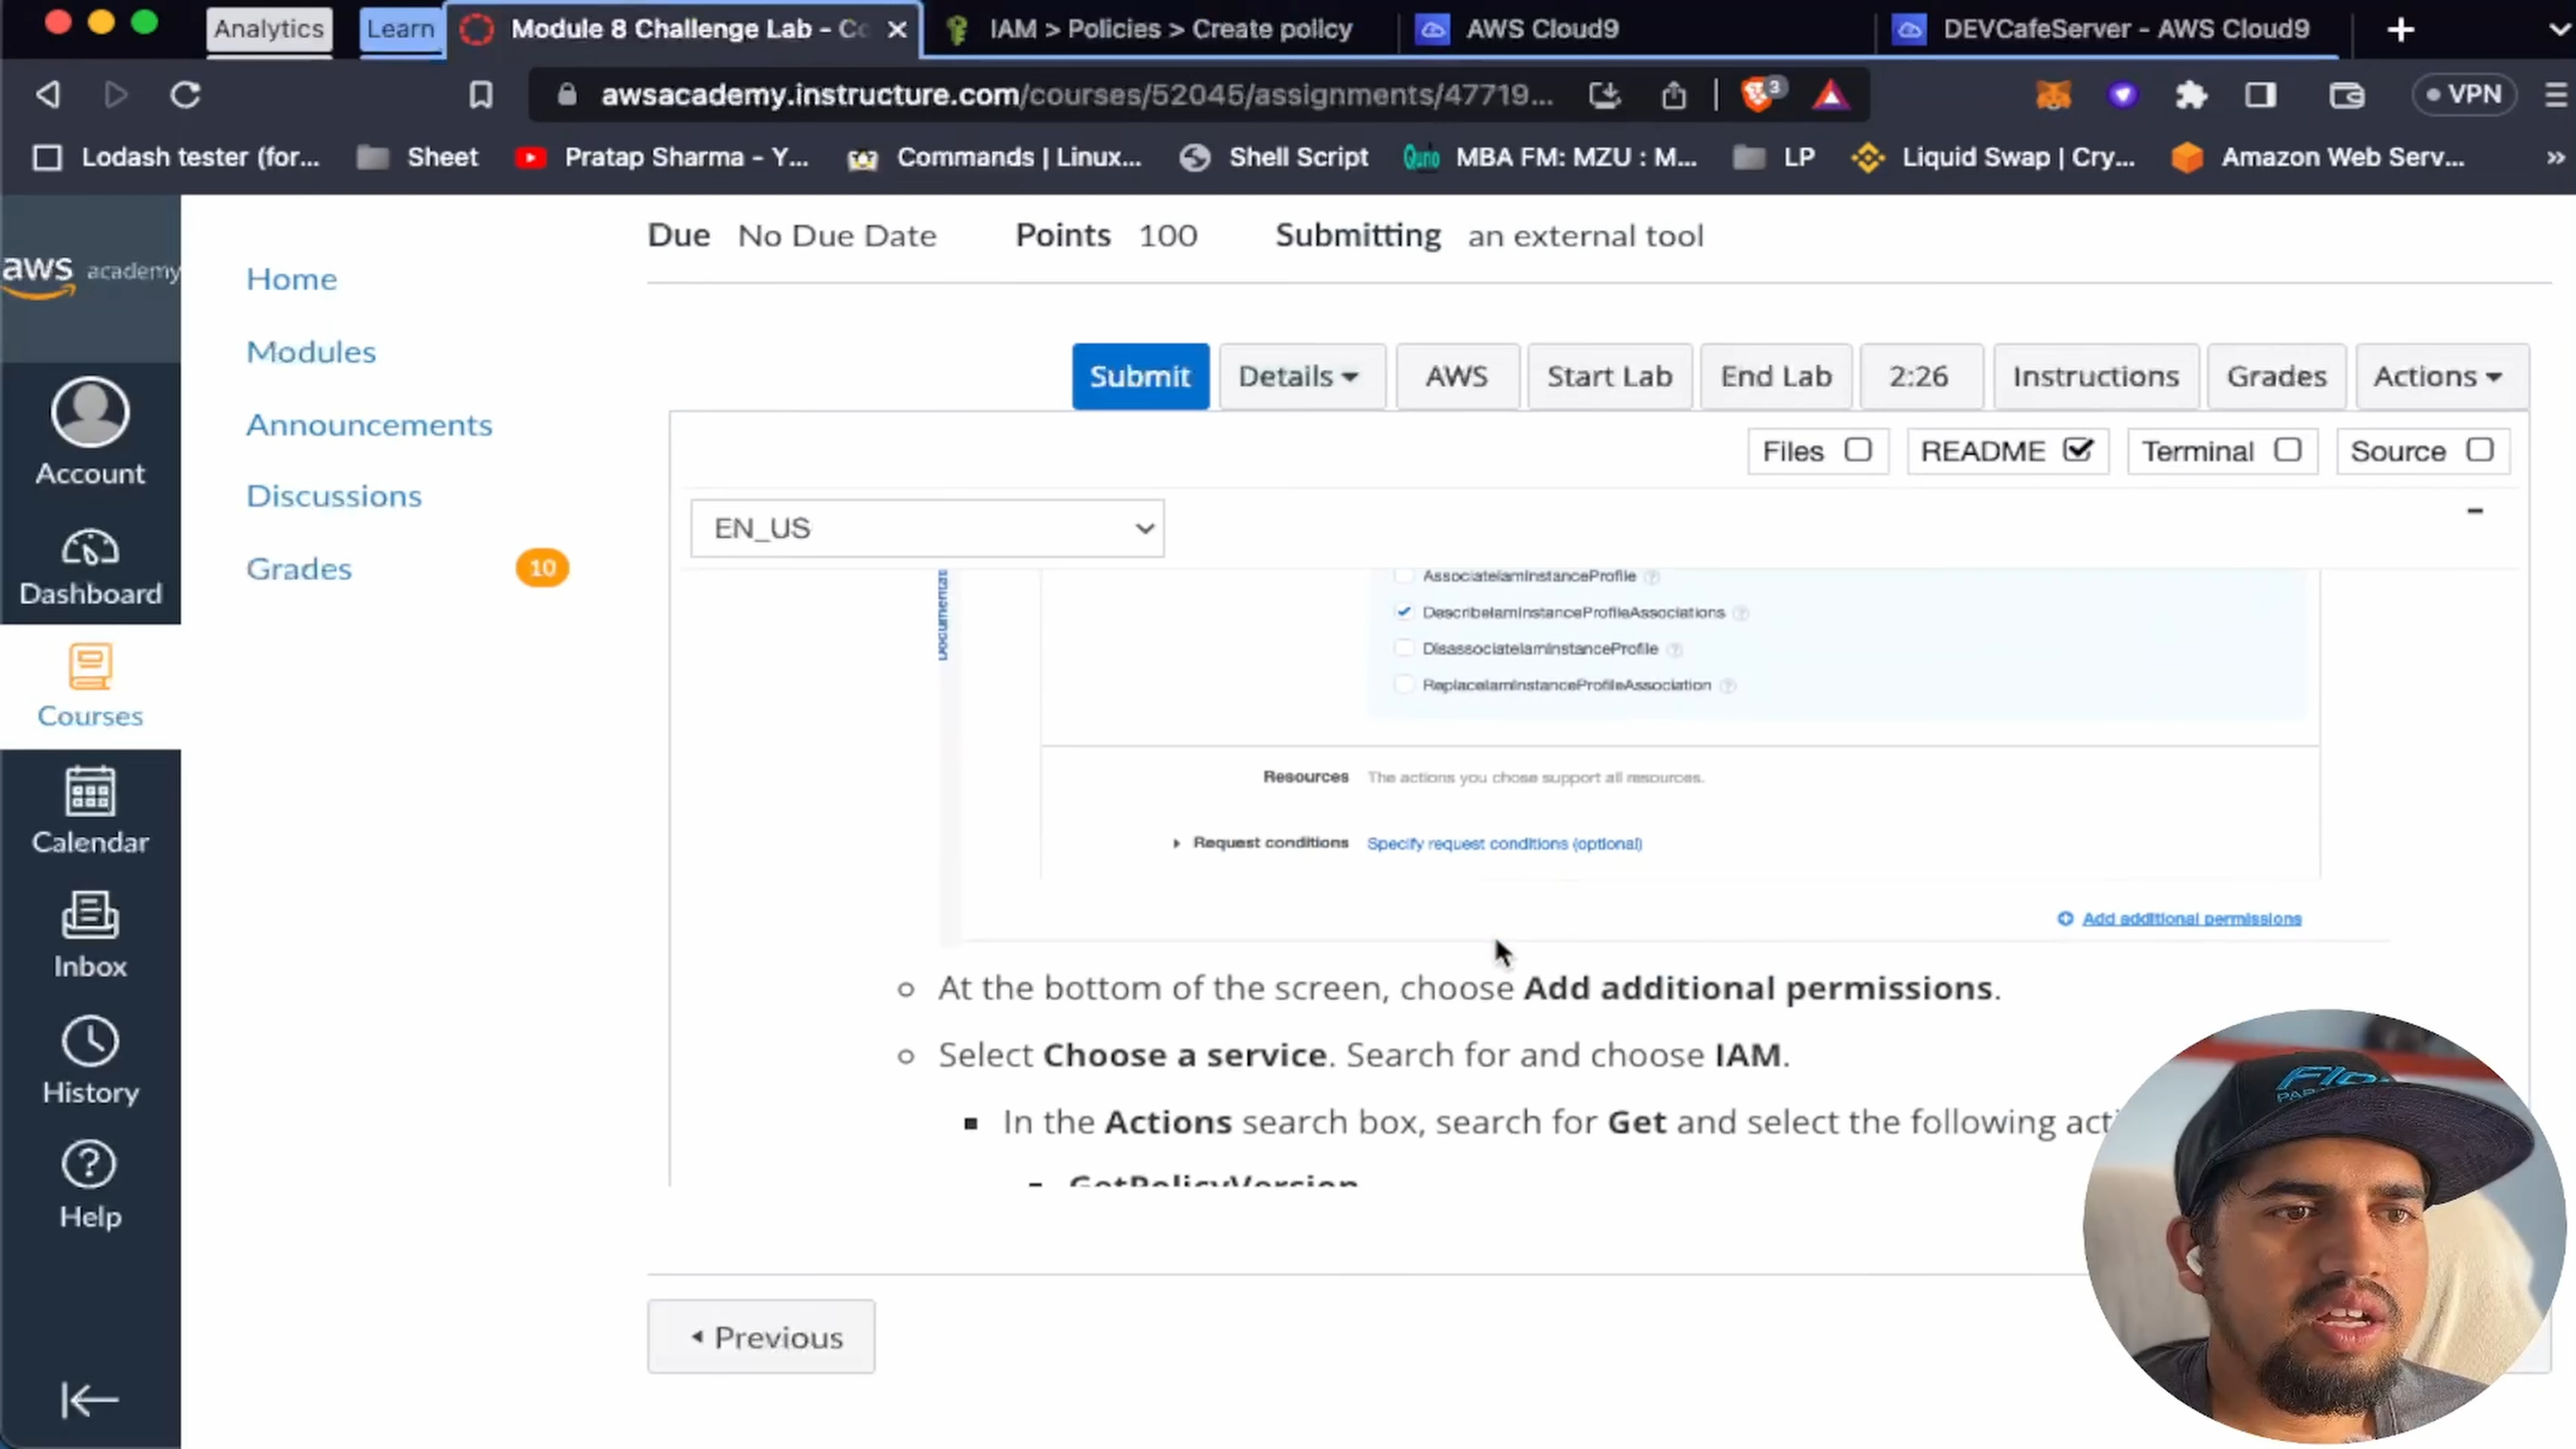 Analytics
Learn
Module 8 Challenge Lab - Co
IAM > Policies > Create policy
AWS Cloud9
DEVCafeServer - AWS Cloud9
awsacademy.instructure.com/courses/52045/assignments/47719...
3
VPN
Lodash tester (for...
Sheet
Pratap Sharma - Y...
Commands | Linux...
Shell Script
MBA FM: MZU : M...
LP
Liquid Swap | Cry...
Amazon Web Serv...
aws academy
Account
Dashboard
Courses
Calendar
Inbox
History
Help
Home
Modules
Announcements
Discussions
Grades 10
Due No Due Date Points 100 Submitting an external tool
Submit Details AWS Start Lab End Lab 2:26 Instructions Grades Actions
Files README Terminal Source
EN_US
AssociateIamInstanceProfile
DescribeIamInstanceProfileAssociations
DisassociateIamInstanceProfile
ReplaceIamInstanceProfileAssociation
Resources The actions you chose support all resources.
Request conditions Specify request conditions (optional)
Add additional permissions
At the bottom of the screen, choose Add additional permissions.
Select Choose a service. Search for and choose IAM.
In the Actions search box, search for Get and select the following
GetPolicyVersion
Previous